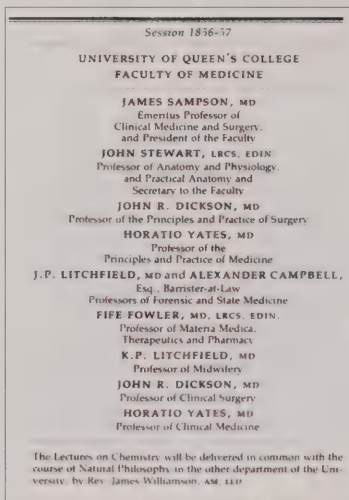 Session 1856-57
UNIVERSITY OF QUEEN'S COLLEGE
FACULTY OF MEDICINE
JAMES SAMPSON, MD
Emeritus Professor of
Clinical Medicine and Surgery,
and President of the Faculty
JOHN STEWART, LRCS, EDIN
Professor of Anatomy and Physiology,
and Practical Anatomy and
Secretary to the Faculty
JOHN R. DICKSON, MD
Professor of the Principles and Practice of Surgery
HORATIO YATES, MD
Professor of the
Principles and Practice of Medicine
J.P. LITCHFIELD, MD and ALEXANDER CAMPBELL,
Esq., Barrister-at-Law
Professors of Forensic and State Medicine
FIFE FOWLER, MD, LRCS, EDIN.
Professor of Materia Medica,
Therapeutics and Pharmacy
K.P. LITCHFIELD, MD
Professor of Midwifery
JOHN R. DICKSON, MD
Professor of Clinical Surgery
HORATIO YATES, MD
Professor of Clinical Medicine
The Lectures on Chemistry will be delivered in common with the
course of Natural Philosophy in the other department of the Uni-
versity, by Rev. James Williamson, AM, LLD